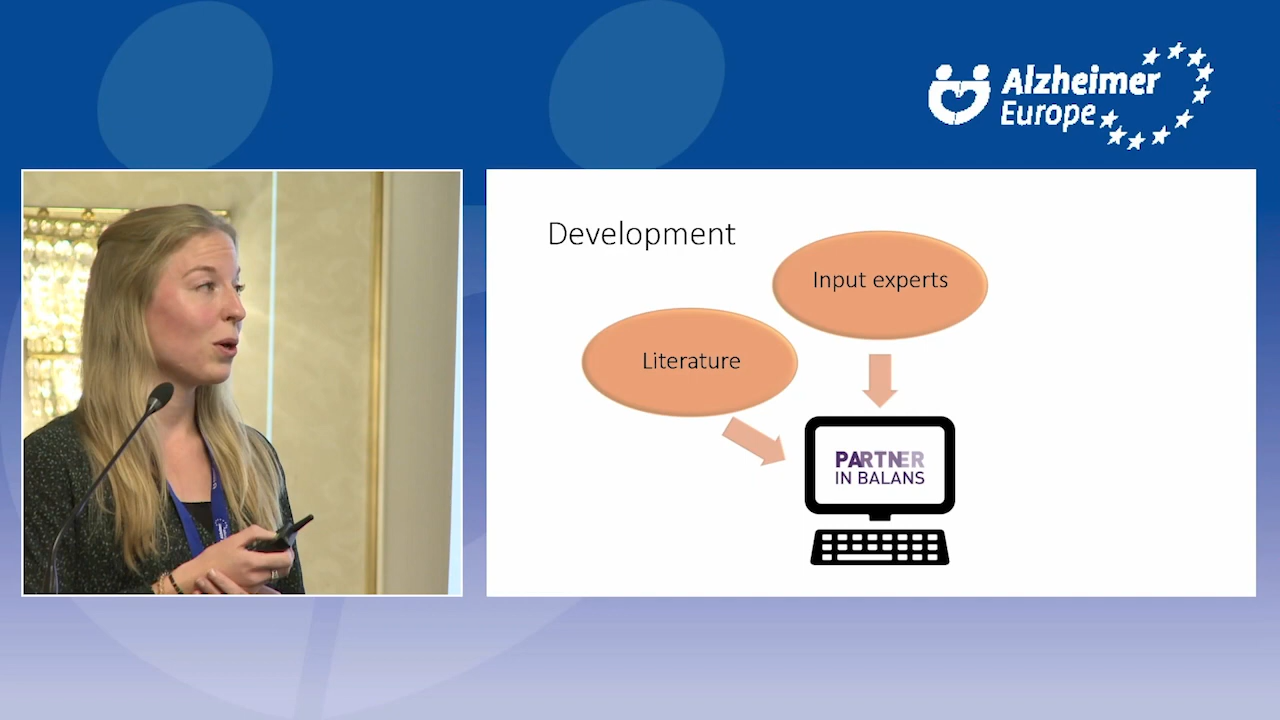 Alzheimer
Europe
Development
Input experts
Literature
PARTNER
IN BALANS